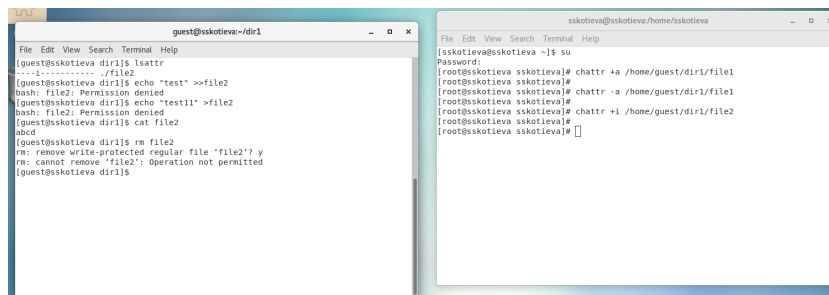 guest@sskotieva:~/dir1
File Edit View Search Terminal Help
[guest@sskotieva dir1]$ lsattr
----i----------- ./file2
[guest@sskotieva dir1]$ echo "test" >>file2
bash: file2: Permission denied
[guest@sskotieva dir1]$ echo "test11" >file2
bash: file2: Permission denied
[guest@sskotieva dir1]$ cat file2
abcd
[guest@sskotieva dir1]$ rm file2
rm: remove write-protected regular file ‘file2’? y
rm: cannot remove ‘file2’: Operation not permitted
[guest@sskotieva dir1]$
sskotieva@sskotieva:/home/sskotieva
File Edit View Search Terminal Help
[sskotieva@sskotieva ~]$ su
Password:
[root@sskotieva sskotieva]# chattr +a /home/guest/dir1/file1
[root@sskotieva sskotieva]#
[root@sskotieva sskotieva]# chattr -a /home/guest/dir1/file1
[root@sskotieva sskotieva]#
[root@sskotieva sskotieva]# chattr +i /home/guest/dir1/file2
[root@sskotieva sskotieva]#
[root@sskotieva sskotieva]#